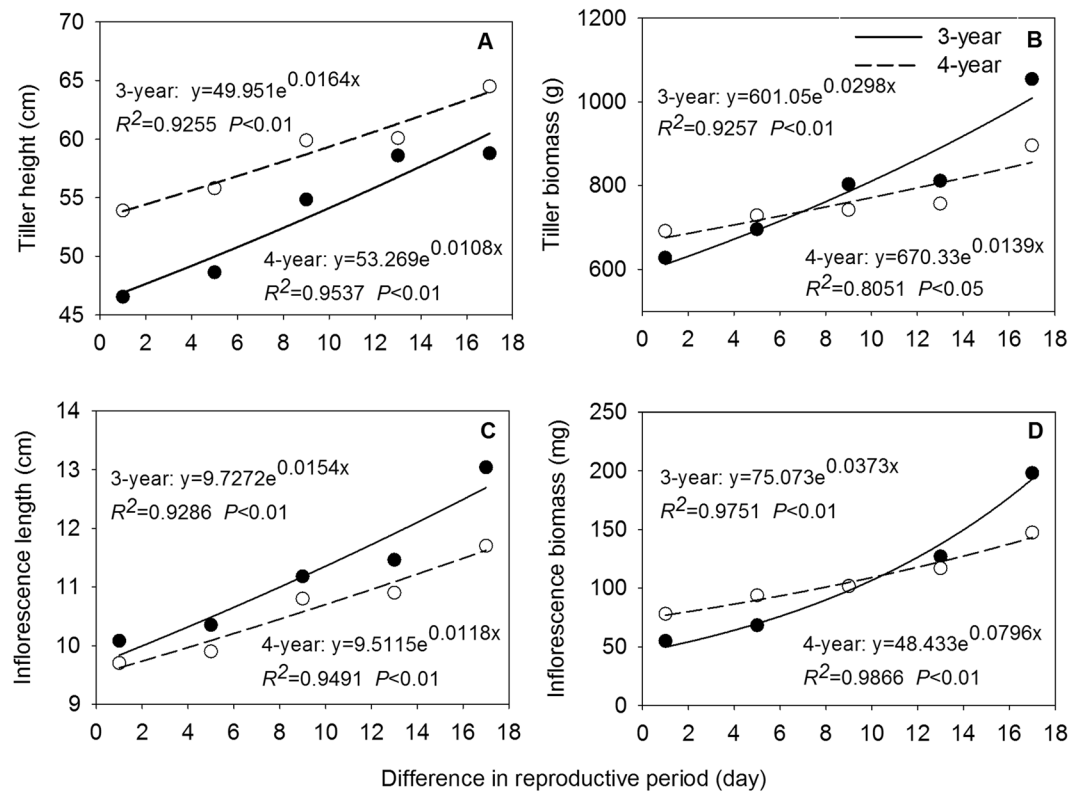 70
65
60
55
50
45
0 2 4 6 8 10 12 14 16 18
Tiller height (cm)
A
3-year: y=49.951e^0.0164x
R²=0.9255 P<0.01
4-year: y=53.269e^0.0108x
R²=0.9537 P<0.01
1200
1000
800
600
0 2 4 6 8 10 12 14 16 18
Tiller biomass (g)
B
3-year
4-year
3-year: y=601.05e^0.0298x
R²=0.9257 P<0.01
4-year: y=670.33e^0.0139x
R²=0.8051 P<0.05
14
13
12
11
10
9
0 2 4 6 8 10 12 14 16 18
Inflorescence length (cm)
C
3-year: y=9.7272e^0.0154x
R²=0.9286 P<0.01
4-year: y=9.5115e^0.0118x
R²=0.9491 P<0.01
250
200
150
100
50
0
0 2 4 6 8 10 12 14 16 18
Inflorescence biomass (mg)
D
3-year: y=75.073e^0.0373x
R²=0.9751 P<0.01
4-year: y=48.433e^0.0796x
R²=0.9866 P<0.01
Difference in reproductive period (day)